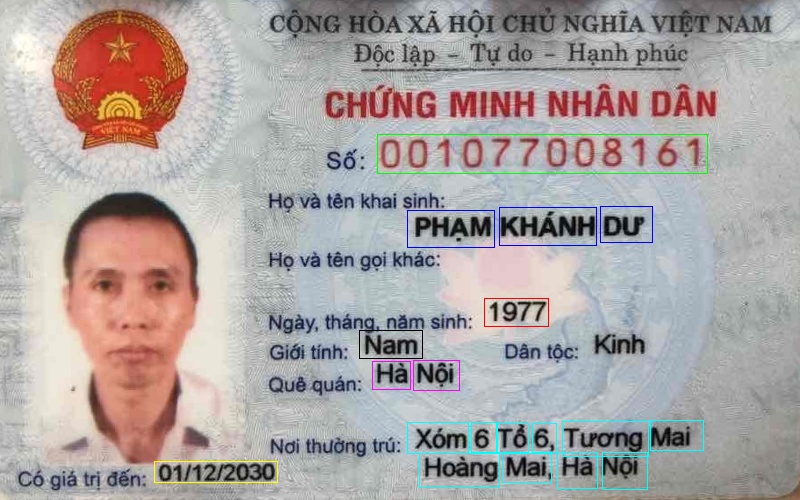 CỘNG HÒA XÃ HỘI CHỦ NGHĨA VIỆT NAM
Độc lập – Tự do – Hạnh phúc
CHỨNG MINH NHÂN DÂN
Số: 001077008161
Họ và tên khai sinh:
PHẠM KHÁNH DƯ
Họ và tên gọi khác:
Ngày, tháng, năm sinh: 1977
Giới tính: Nam Dân tộc: Kinh
Quê quán: Hà Nội
Nơi thường trú: Xóm 6 Tổ 6, Tương Mai
Hoàng Mai, Hà Nội
Có giá trị đến: 01/12/2030
VIỆT NAM